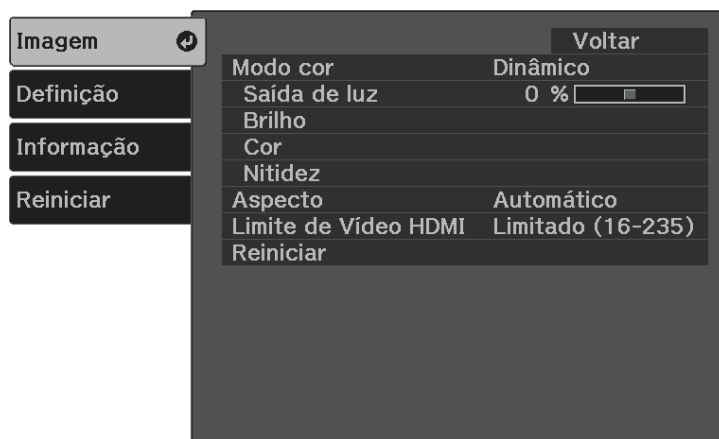 Imagem
Definição
Informação
Reiniciar
Voltar
Modo cor Dinâmico
Saída de luz 0 %
Brilho
Cor
Nitidez
Aspecto Automático
Limite de Vídeo HDMI Limitado (16-235)
Reiniciar